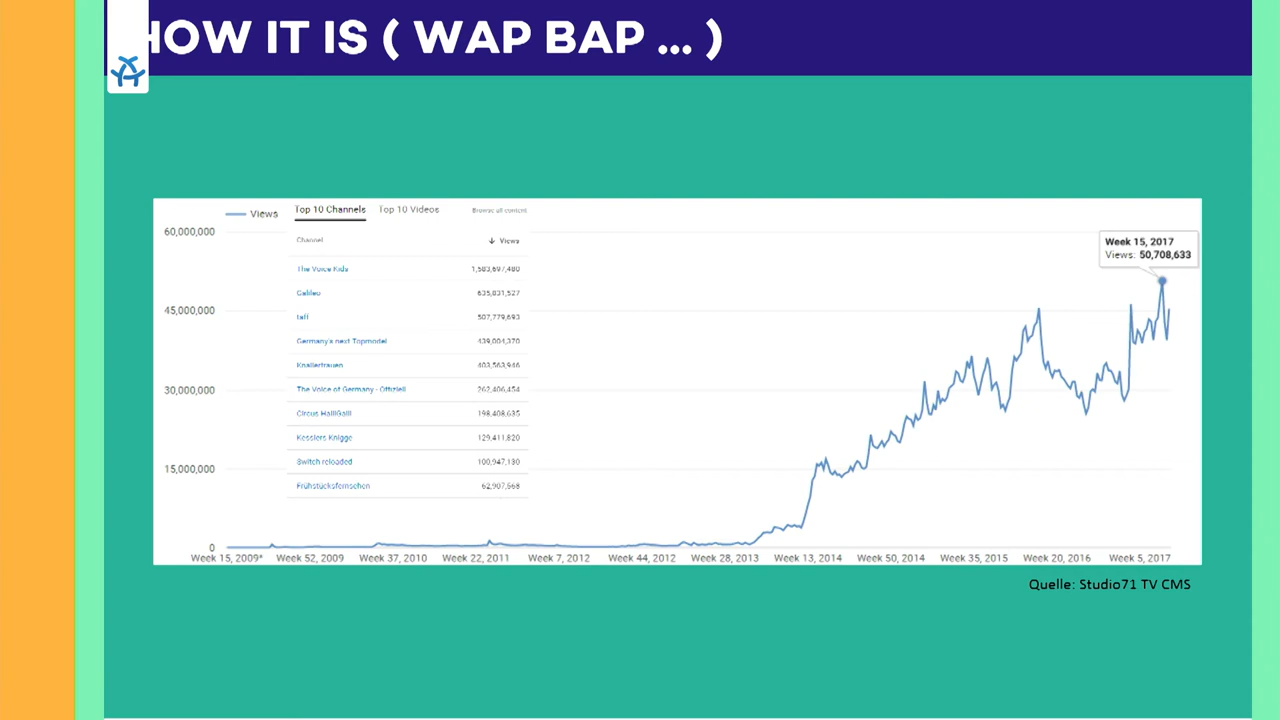 HOW IT IS ( WAP BAP ... )
Views
Top 10 Channels Top 10 Videos Browse all content
Channel ↓ Views
The Voice Kids 1,583,697,480
Galileo 635,031,527
taff 507,779,693
Germany's next Topmodel 439,004,370
Knallerfrauen 403,563,946
The Voice of Germany - Offiziell 262,406,454
Circus HalliGalli 198,408,635
Kesslers Knigge 129,411,820
Switch reloaded 100,947,130
Frühstücksfernsehen 62,907,568
60,000,000
45,000,000
30,000,000
15,000,000
0
Week 15, 2017
Views: 50,708,633
Week 15, 2009* Week 52, 2009 Week 37, 2010 Week 22, 2011 Week 7, 2012 Week 44, 2012 Week 28, 2013 Week 13, 2014 Week 50, 2014 Week 35, 2015 Week 20, 2016 Week 5, 2017
Quelle: Studio71 TV CMS